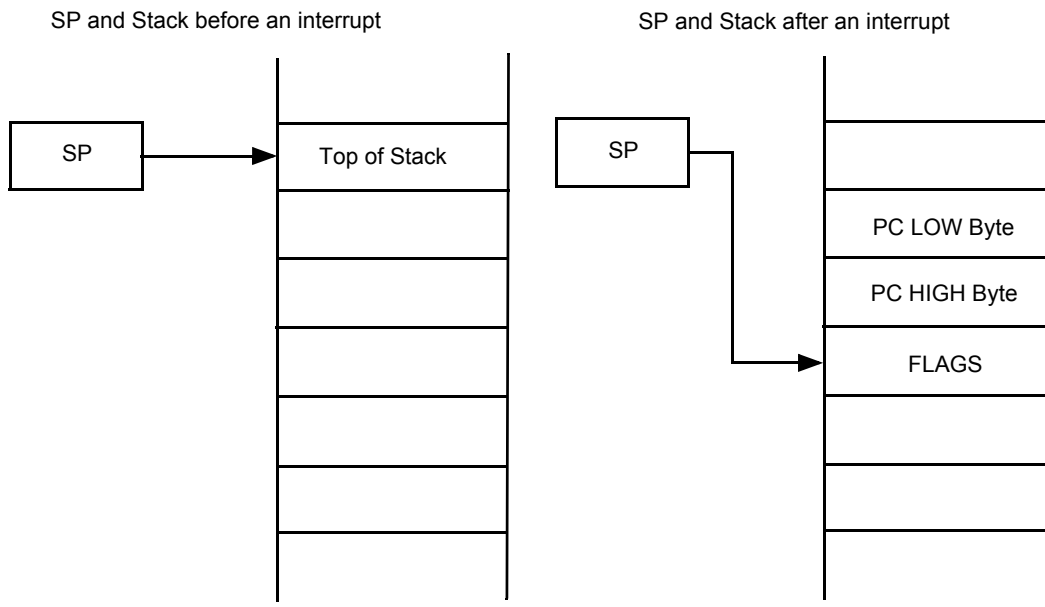 SP and Stack before an interrupt
SP and Stack after an interrupt
SP
Top of Stack
SP
PC LOW Byte
PC HIGH Byte
FLAGS